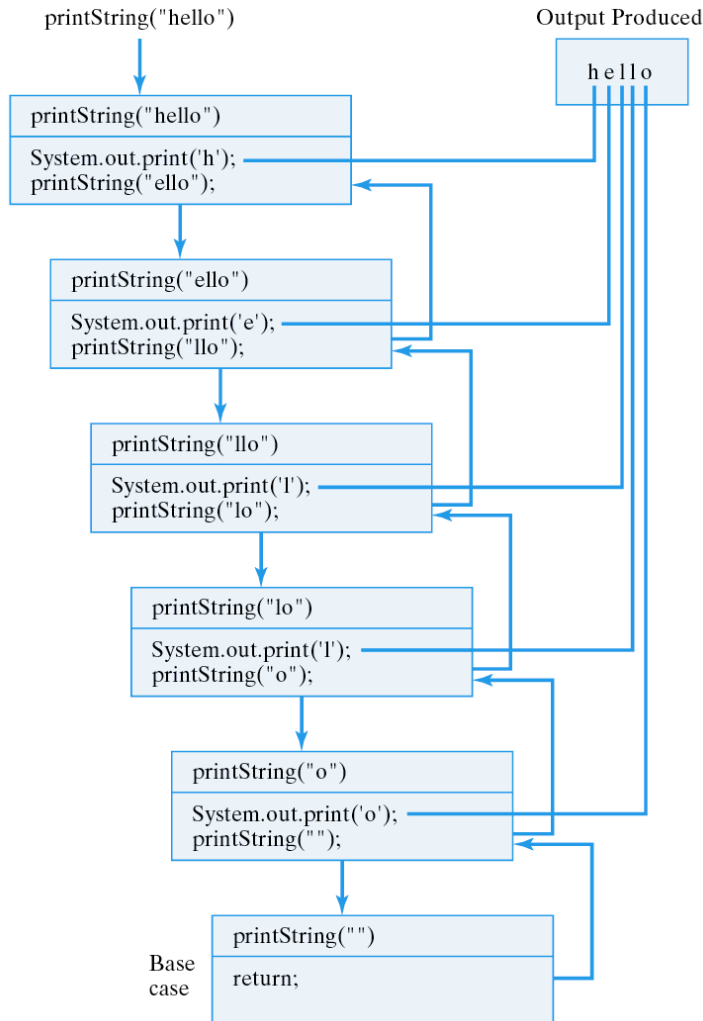 printString("hello")
Output Produced
h e l l o
printString("hello")
System.out.print('h');
printString("ello");
printString("ello")
System.out.print('e');
printString("llo");
printString("llo")
System.out.print('l');
printString("lo");
printString("lo")
System.out.print('l');
printString("o");
printString("o")
System.out.print('o');
printString("");
printString("")
Base
case
return;